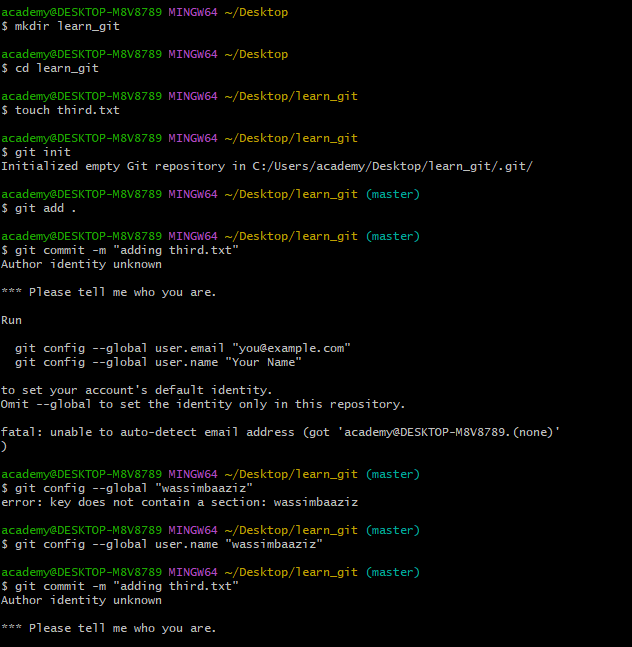 academy@DESKTOP-M8V8789 MINGW64 ~/Desktop
$ mkdir learn_git
academy@DESKTOP-M8V8789 MINGW64 ~/Desktop
$ cd learn_git
academy@DESKTOP-M8V8789 MINGW64 ~/Desktop/learn_git
$ touch third.txt
academy@DESKTOP-M8V8789 MINGW64 ~/Desktop/learn_git
$ git init
Initialized empty Git repository in C:/Users/academy/Desktop/learn_git/.git/
academy@DESKTOP-M8V8789 MINGW64 ~/Desktop/learn_git (master)
$ git add .
academy@DESKTOP-M8V8789 MINGW64 ~/Desktop/learn_git (master)
$ git commit -m "adding third.txt"
Author identity unknown
*** Please tell me who you are.
Run
  git config --global user.email "you@example.com"
  git config --global user.name "Your Name"
to set your account's default identity.
Omit --global to set the identity only in this repository.
fatal: unable to auto-detect email address (got 'academy@DESKTOP-M8V8789.(none)'
)
academy@DESKTOP-M8V8789 MINGW64 ~/Desktop/learn_git (master)
$ git config --global "wassimbaaziz"
error: key does not contain a section: wassimbaaziz
academy@DESKTOP-M8V8789 MINGW64 ~/Desktop/learn_git (master)
$ git config --global user.name "wassimbaaziz"
academy@DESKTOP-M8V8789 MINGW64 ~/Desktop/learn_git (master)
$ git commit -m "adding third.txt"
Author identity unknown
*** Please tell me who you are.